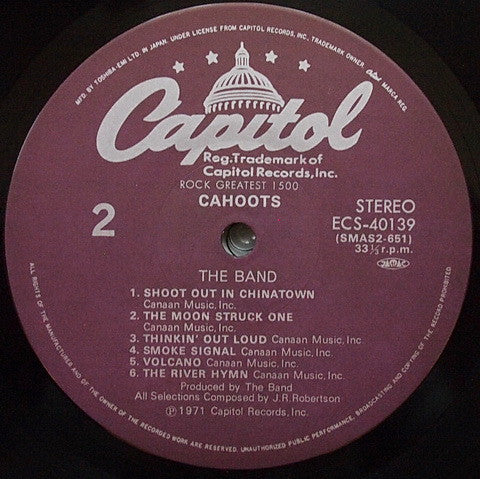 MFD. BY TOSHIBA-EMI LTD. IN JAPAN. UNDER LICENSE FROM CAPITOL RECORDS, INC., TRADEMARK OWNER MARCA REG.
Capitol
Reg. Trademark of
Capitol Records, Inc.
ROCK GREATEST 1500
CAHOOTS
2
STEREO
ECS-40139
(SMAS2-651)
33⅓ r.p.m.
JASRAC
THE BAND
1. SHOOT OUT IN CHINATOWN
Canaan Music, Inc.
2. THE MOON STRUCK ONE
Canaan Music, Inc.
3. THINKIN' OUT LOUD Canaan Music, Inc
4. SMOKE SIGNAL Canaan Music, Inc.
5. VOLCANO Canaan Music, Inc.
6. THE RIVER HYMN Canaan Music, Inc.
Produced by The Band
All Selections Composed by J.R.Robertson
℗ 1971 Capitol Records, Inc.
ALL RIGHTS OF THE MANUFACTURER AND OF THE OWNER OF THE RECORDED WORK ARE RESERVED. UNAUTHORIZED PUBLIC PERFORMANCE, BROADCASTING AND COPYING OF THIS RECORD PROHIBITED